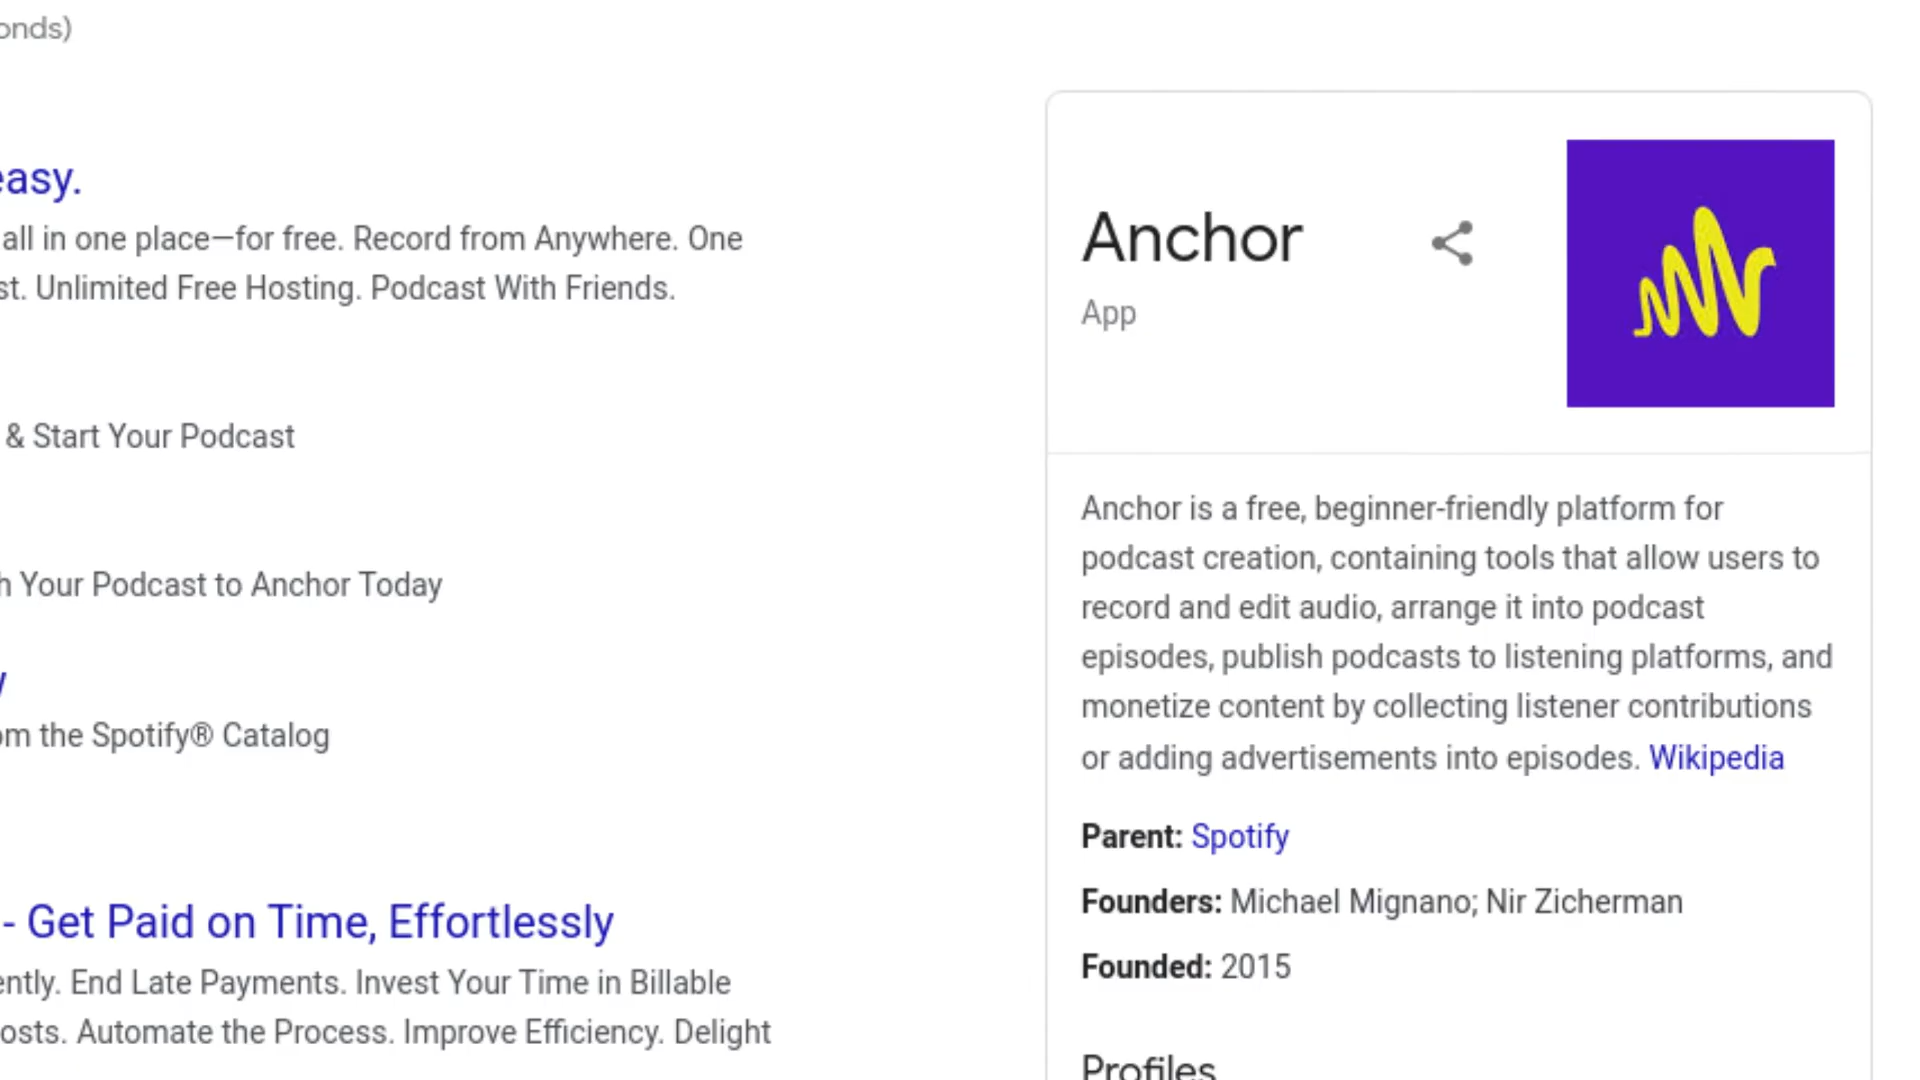 onds)
easy.
all in one place—for free. Record from Anywhere. One
st. Unlimited Free Hosting. Podcast With Friends.
& Start Your Podcast
h Your Podcast to Anchor Today
om the Spotify® Catalog
- Get Paid on Time, Effortlessly
ently. End Late Payments. Invest Your Time in Billable
osts. Automate the Process. Improve Efficiency. Delight
Anchor
App
Anchor is a free, beginner-friendly platform for
podcast creation, containing tools that allow users to
record and edit audio, arrange it into podcast
episodes, publish podcasts to listening platforms, and
monetize content by collecting listener contributions
or adding advertisements into episodes. Wikipedia
Parent: Spotify
Founders: Michael Mignano; Nir Zicherman
Founded: 2015
Profiles